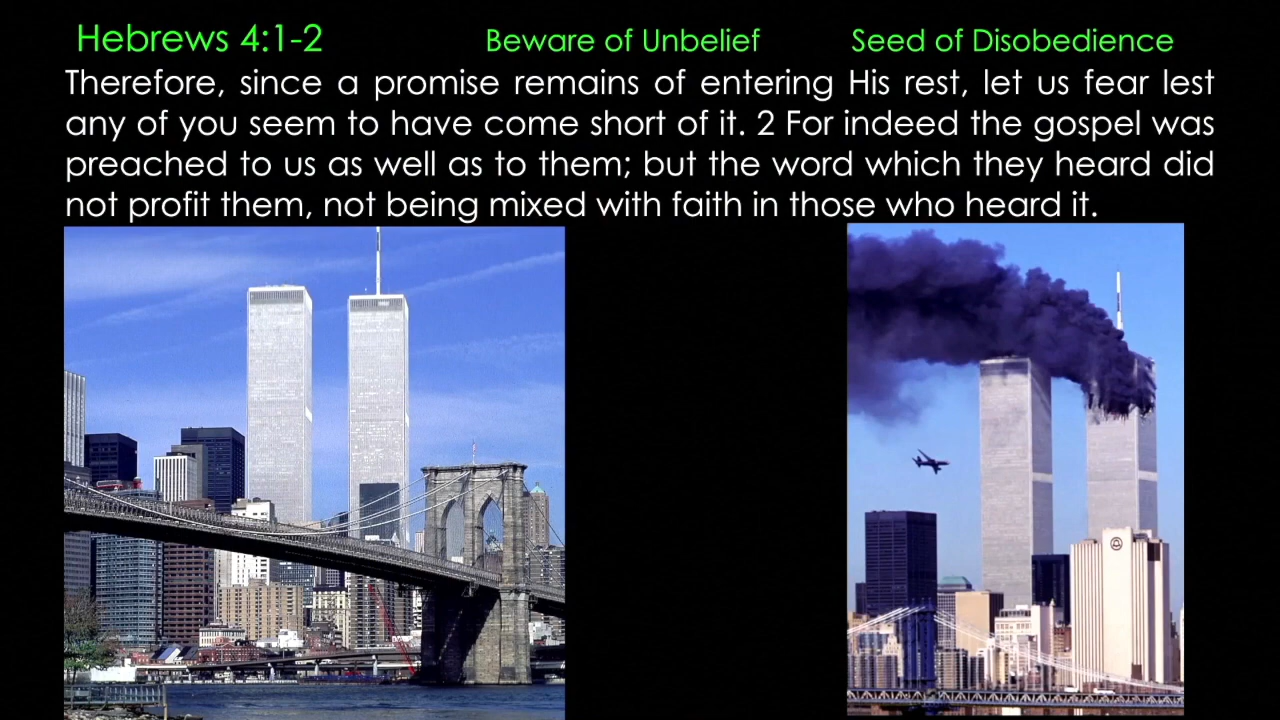 Hebrews 4:1-2 Beware of Unbelief Seed of Disobedience
Therefore, since a promise remains of entering His rest, let us fear lest
any of you seem to have come short of it. 2 For indeed the gospel was
preached to us as well as to them; but the word which they heard did
not profit them, not being mixed with faith in those who heard it.